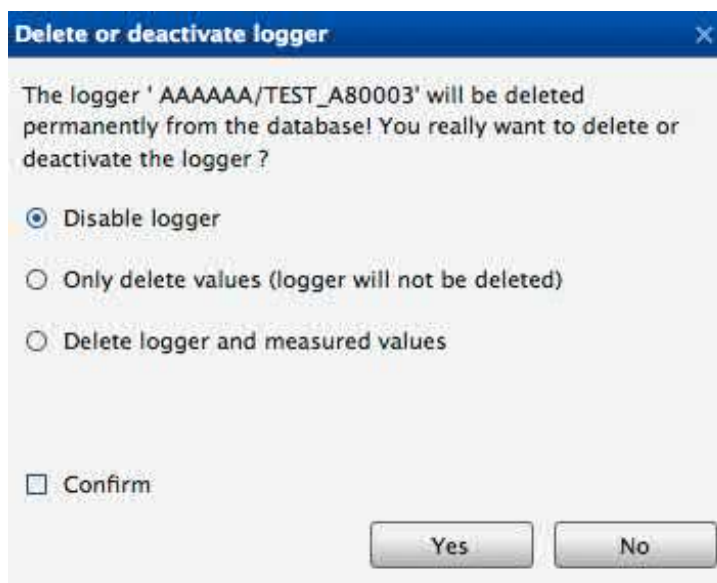 Delete or deactivate logger
The logger ' AAAAAA/TEST_A80003' will be deleted
permanently from the database! You really want to delete or
deactivate the logger ?
Disable logger
Only delete values (logger will not be deleted)
Delete logger and measured values
Confirm
Yes No